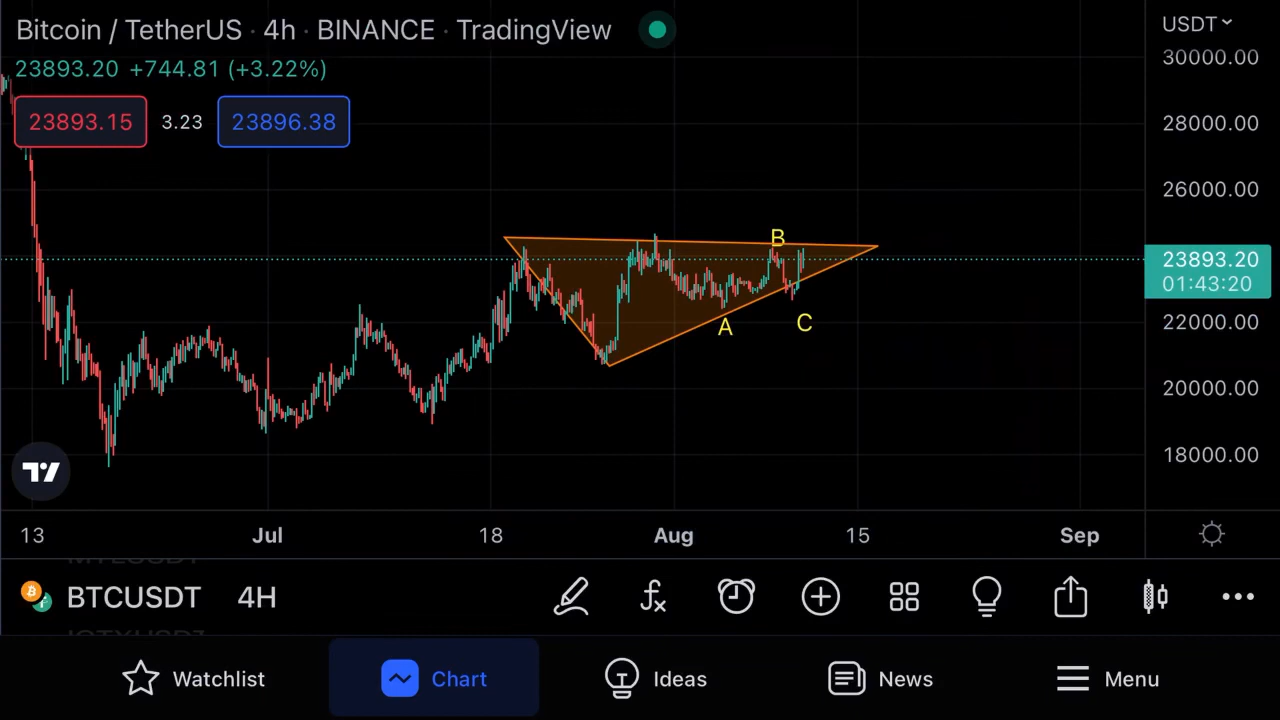 Bitcoin / TetherUS · 4h · BINANCE · TradingView
USDT
23893.20 +744.81 (+3.22%)
23893.15 3.23 23896.38
30000.00
28000.00
26000.00
23893.20
01:43:20
22000.00
20000.00
18000.00
B
A
C
13 Jul 18 Aug 15 Sep
BTCUSDT 4H
Watchlist Chart Ideas News Menu